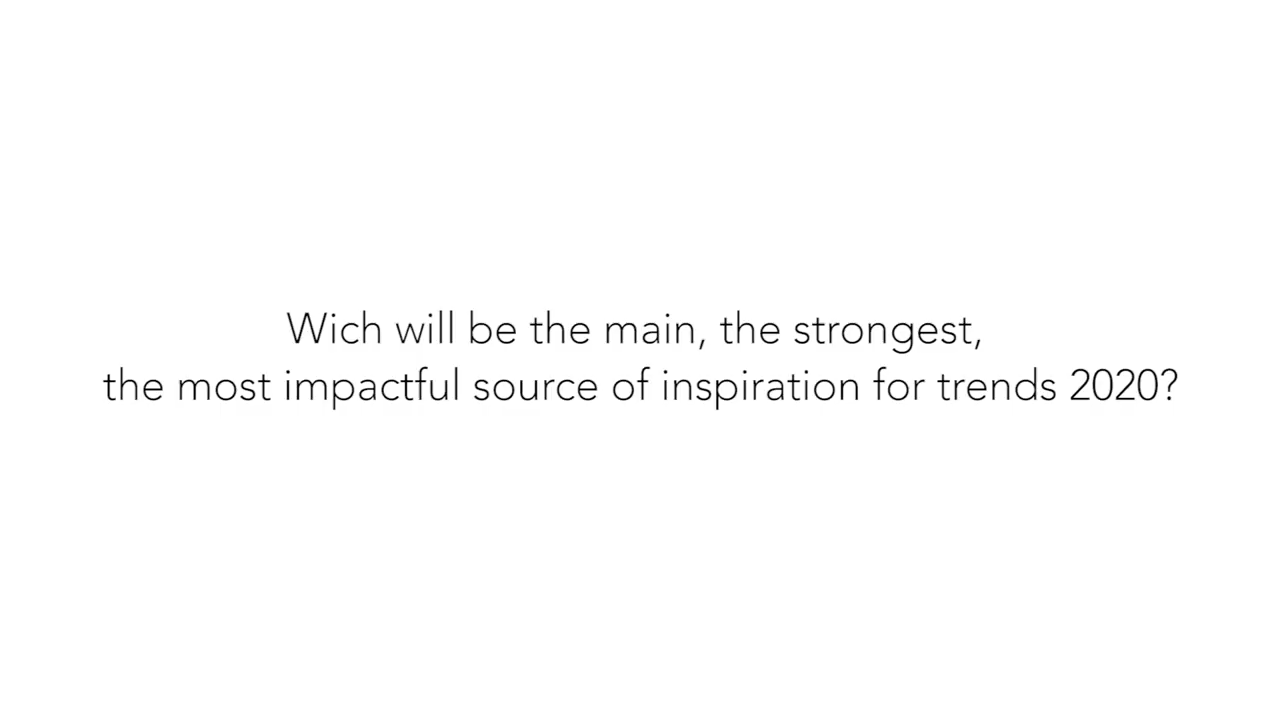 Wich will be the main, the strongest,
the most impactful source of inspiration for trends 2020?